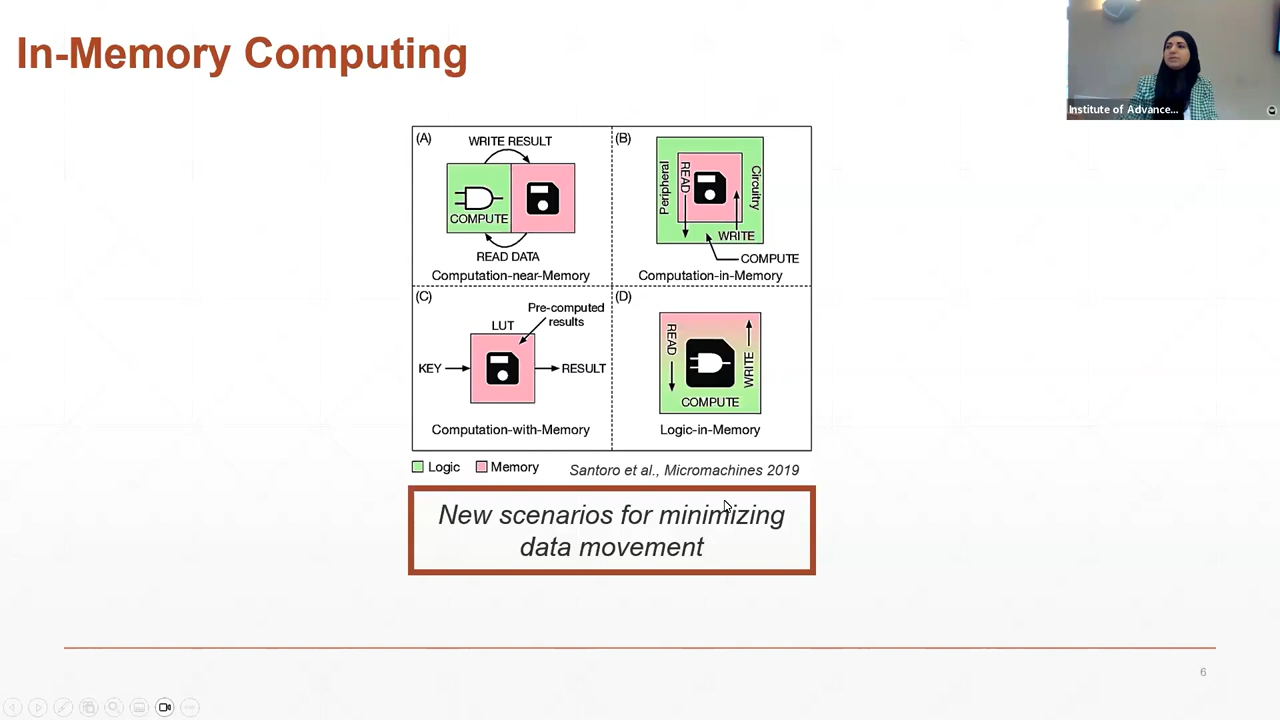 In-Memory Computing
Institute of Advance...
(A)
WRITE RESULT
COMPUTE
READ DATA
Computation-near-Memory
(B)
Peripheral
READ
Circuitry
WRITE
COMPUTE
Computation-in-Memory
(C)
Pre-computed
results
LUT
KEY
RESULT
Computation-with-Memory
(D)
READ
WRITE
COMPUTE
Logic-in-Memory
Logic
Memory
Santoro et al., Micromachines 2019
New scenarios for minimizing
data movement
6